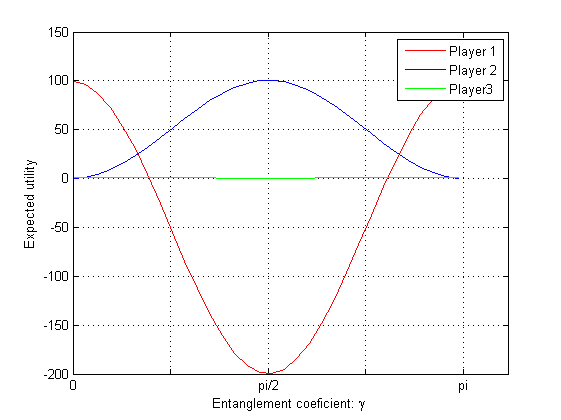 150
100
50
0
-50
-100
-150
-200
Expected utility
Player 1
Player 2
Player3
0
pi/2
pi
Entanglement coeficient: γ